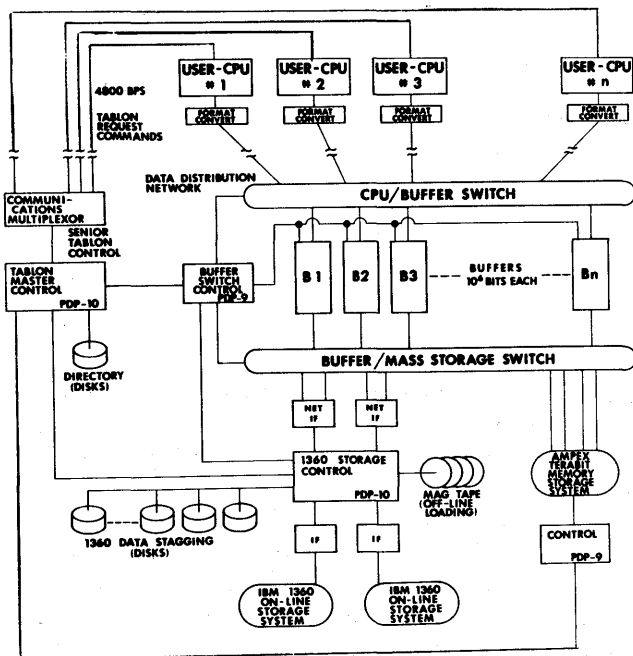 USER-CPU
# 1
USER-CPU
# 2
USER-CPU
# 3
USER-CPU
# n
FORMAT
CONVERT
FORMAT
CONVERT
FORMAT
CONVERT
FORMAT
CONVERT
4800 BPS
TABLON
REQUEST
COMMANDS
DATA DISTRIBUTION
NETWORK
CPU/BUFFER SWITCH
COMMUNI-
CATIONS
MULTIPLEXOR
SENIOR
TABLON
CONTROL
TABLON
MASTER
CONTROL
PDP-10
BUFFER
SWITCH
CONTROL
PDP-9
B 1
B2
B3
BUFFERS
10⁶ BITS EACH
Bn
DIRECTORY
(DISKS)
BUFFER/MASS STORAGE SWITCH
NET
IF
NET
IF
1360 STORAGE
CONTROL
PDP-10
MAG TAPE
(OFF-LINE
LOADING)
AMPEX
TERABIT
MEMORY
STORAGE
SYSTEM
1360 DATA STAGGING
(DISKS)
IF
IF
CONTROL
PDP-9
IBM 1360
ON-LINE
STORAGE
SYSTEM
IBM 1360
ON-LINE
STORAGE
SYSTEM